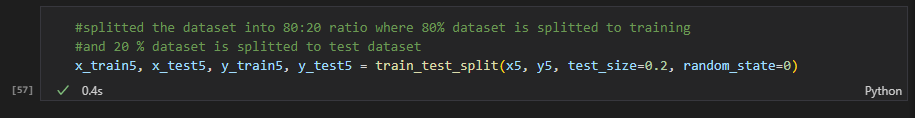 #splitted the dataset into 80:20 ratio where 80% dataset is splitted to training
#and 20 % dataset is splitted to test dataset
x_train5, x_test5, y_train5, y_test5 = train_test_split(x5, y5, test_size=0.2, random_state=0)
[57] ✓ 0.4s Python